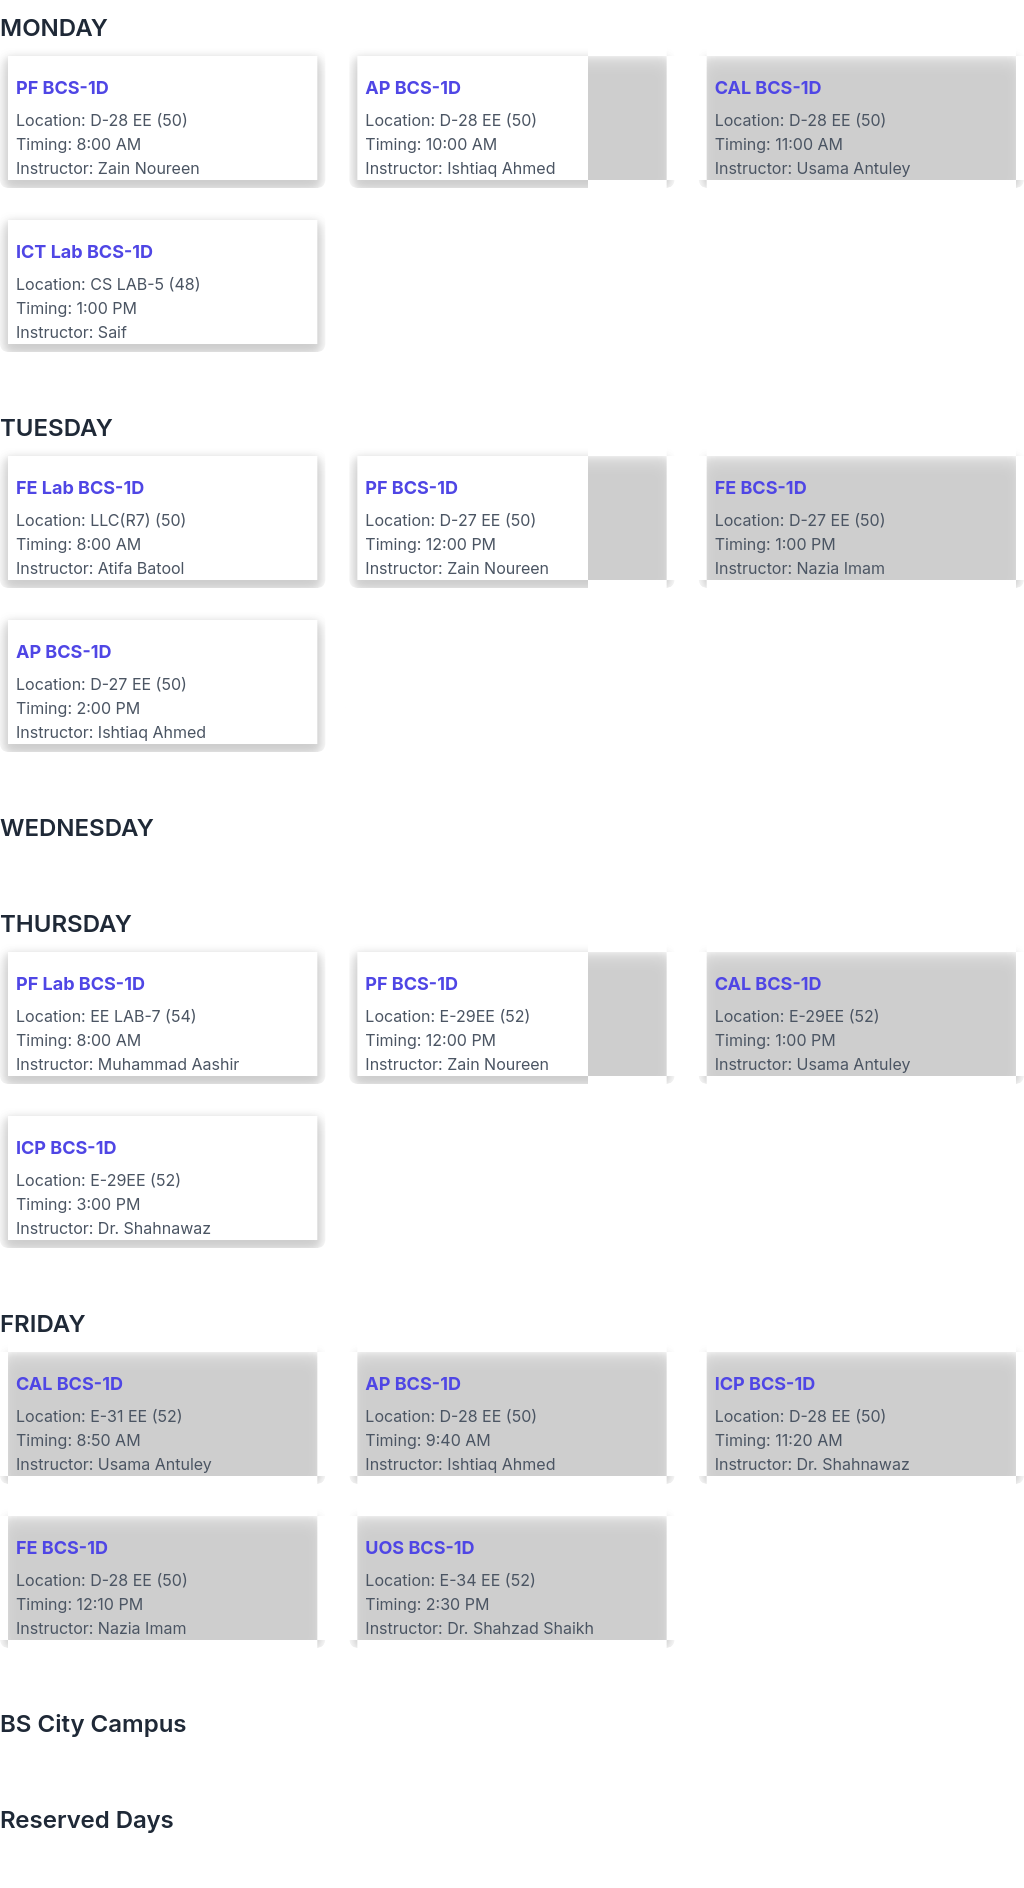 MONDAY
PF BCS-1D
Location: D-28 EE (50)
Timing: 8:00 AM
Instructor: Zain Noureen
AP BCS-1D
Location: D-28 EE (50)
Timing: 10:00 AM
Instructor: Ishtiaq Ahmed
CAL BCS-1D
Location: D-28 EE (50)
Timing: 11:00 AM
Instructor: Usama Antuley
ICT Lab BCS-1D
Location: CS LAB-5 (48)
Timing: 1:00 PM
Instructor: Saif
TUESDAY
FE Lab BCS-1D
Location: LLC(R7) (50)
Timing: 8:00 AM
Instructor: Atifa Batool
PF BCS-1D
Location: D-27 EE (50)
Timing: 12:00 PM
Instructor: Zain Noureen
FE BCS-1D
Location: D-27 EE (50)
Timing: 1:00 PM
Instructor: Nazia Imam
AP BCS-1D
Location: D-27 EE (50)
Timing: 2:00 PM
Instructor: Ishtiaq Ahmed
WEDNESDAY
THURSDAY
PF Lab BCS-1D
Location: EE LAB-7 (54)
Timing: 8:00 AM
Instructor: Muhammad Aashir
PF BCS-1D
Location: E-29EE (52)
Timing: 12:00 PM
Instructor: Zain Noureen
CAL BCS-1D
Location: E-29EE (52)
Timing: 1:00 PM
Instructor: Usama Antuley
ICP BCS-1D
Location: E-29EE (52)
Timing: 3:00 PM
Instructor: Dr. Shahnawaz
FRIDAY
CAL BCS-1D
Location: E-31 EE (52)
Timing: 8:50 AM
Instructor: Usama Antuley
AP BCS-1D
Location: D-28 EE (50)
Timing: 9:40 AM
Instructor: Ishtiaq Ahmed
ICP BCS-1D
Location: D-28 EE (50)
Timing: 11:20 AM
Instructor: Dr. Shahnawaz
FE BCS-1D
Location: D-28 EE (50)
Timing: 12:10 PM
Instructor: Nazia Imam
UOS BCS-1D
Location: E-34 EE (52)
Timing: 2:30 PM
Instructor: Dr. Shahzad Shaikh
BS City Campus
Reserved Days